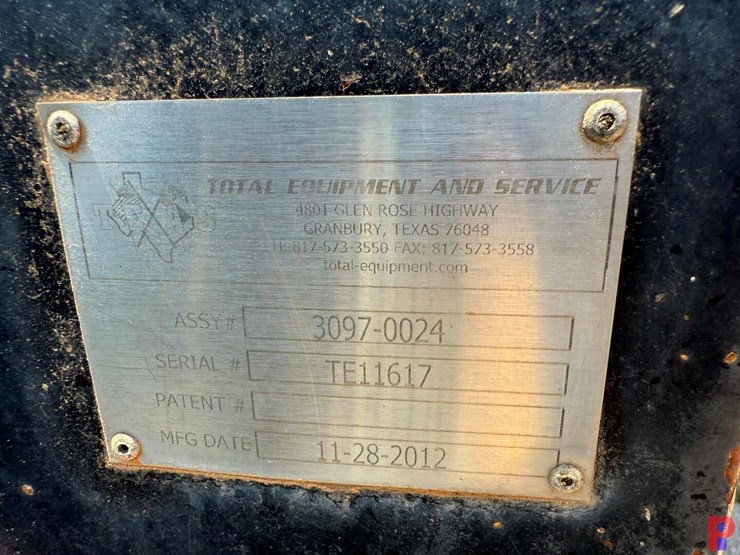 TOTAL EQUIPMENT AND SERVICE
4801 GLEN ROSE HIGHWAY
GRANBURY, TEXAS 76048
817-573-3550 FAX: 817-573-3558
total-equipment.com
ASSY# 3097-0024
SERIAL # TE11617
PATENT #
MFG DATE 11-28-2012